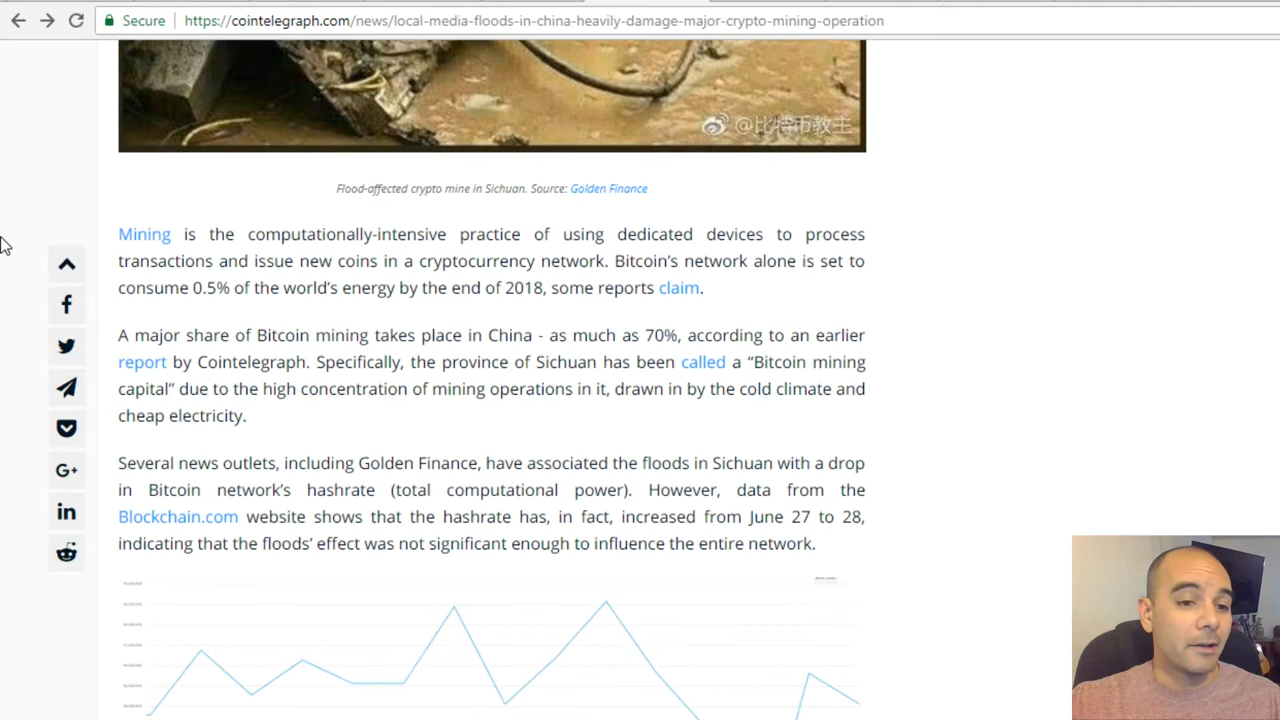 Secure
https://cointelegraph.com/news/local-media-floods-in-china-heavily-damage-major-crypto-mining-operation
@比特币教主
Flood-affected crypto mine in Sichuan. Source: Golden Finance
Mining is the computationally-intensive practice of using dedicated devices to process
transactions and issue new coins in a cryptocurrency network. Bitcoin's network alone is set to
consume 0.5% of the world's energy by the end of 2018, some reports claim.
A major share of Bitcoin mining takes place in China - as much as 70%, according to an earlier
report by Cointelegraph. Specifically, the province of Sichuan has been called a “Bitcoin mining
capital” due to the high concentration of mining operations in it, drawn in by the cold climate and
cheap electricity.
Several news outlets, including Golden Finance, have associated the floods in Sichuan with a drop
in Bitcoin network's hashrate (total computational power). However, data from the
Blockchain.com website shows that the hashrate has, in fact, increased from June 27 to 28,
indicating that the floods' effect was not significant enough to influence the entire network.
G+
in